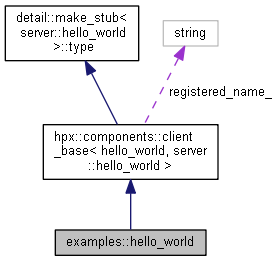 detail::make_stub<
server::hello_world
>::type
string
registered_name_
hpx::components::client
_base< hello_world, server
::hello_world >
examples::hello_world